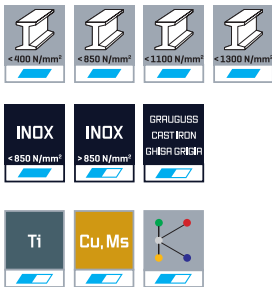 <400 N/mm² <850 N/mm² <1100 N/mm² <1300 N/mm²
INOX
<850 N/mm²
INOX
>850 N/mm²
GRAUGUSS
CAST IRON
GHISA GRIGIA
Ti
Cu, Ms